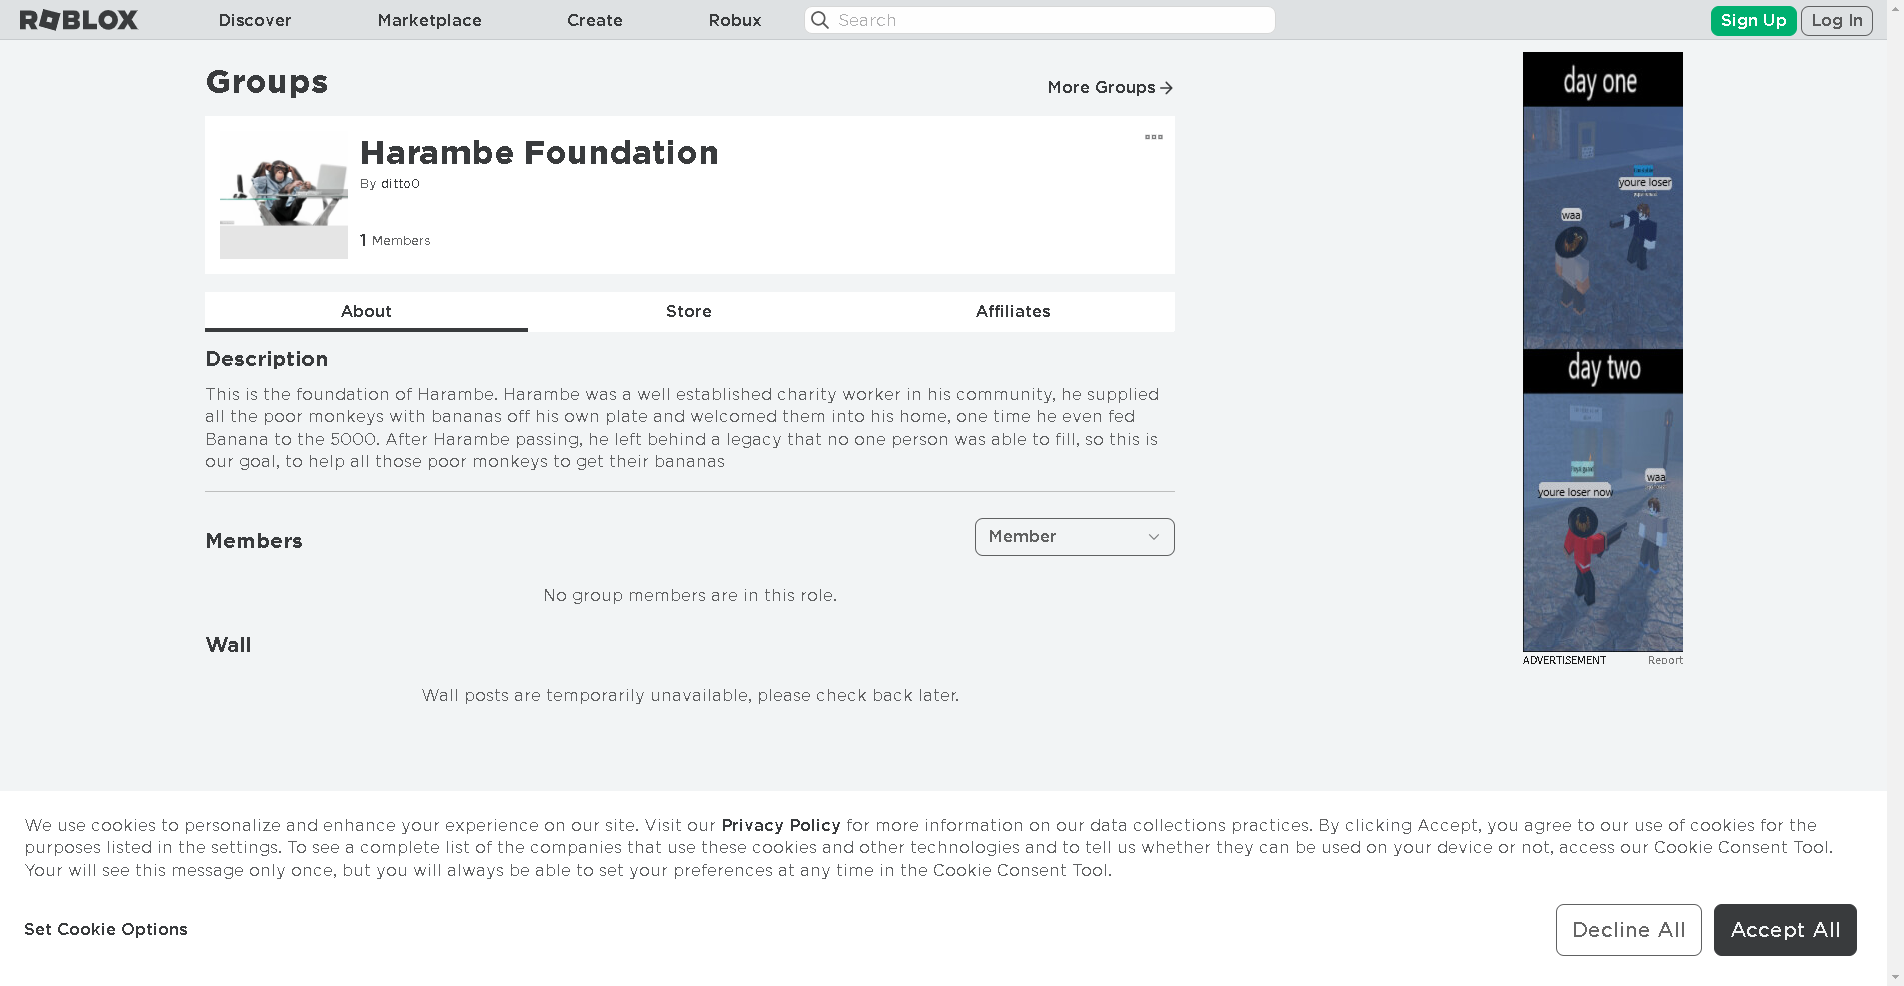 ROBLOX
Discover
Marketplace
Create
Robux
Search
Sign Up
Log In
Groups
More Groups
Harambe Foundation
By ditto0
1 Members
About
Store
Affiliates
Description
This is the foundation of Harambe. Harambe was a well established charity worker in his community, he supplied
all the poor monkeys with bananas off his own plate and welcomed them into his home, one time he even fed
Banana to the 5000. After Harambe passing, he left behind a legacy that no one person was able to fill, so this is
our goal, to help all those poor monkeys to get their bananas
Members
Member
No group members are in this role.
Wall
Wall posts are temporarily unavailable, please check back later.
day one
youre loser
waa
day two
waa
youre loser now
ADVERTISEMENT
Report
We use cookies to personalize and enhance your experience on our site. Visit our Privacy Policy for more information on our data collections practices. By clicking Accept, you agree to our use of cookies for the
purposes listed in the settings. To see a complete list of the companies that use these cookies and other technologies and to tell us whether they can be used on your device or not, access our Cookie Consent Tool.
Your will see this message only once, but you will always be able to set your preferences at any time in the Cookie Consent Tool.
Set Cookie Options
Decline All
Accept All